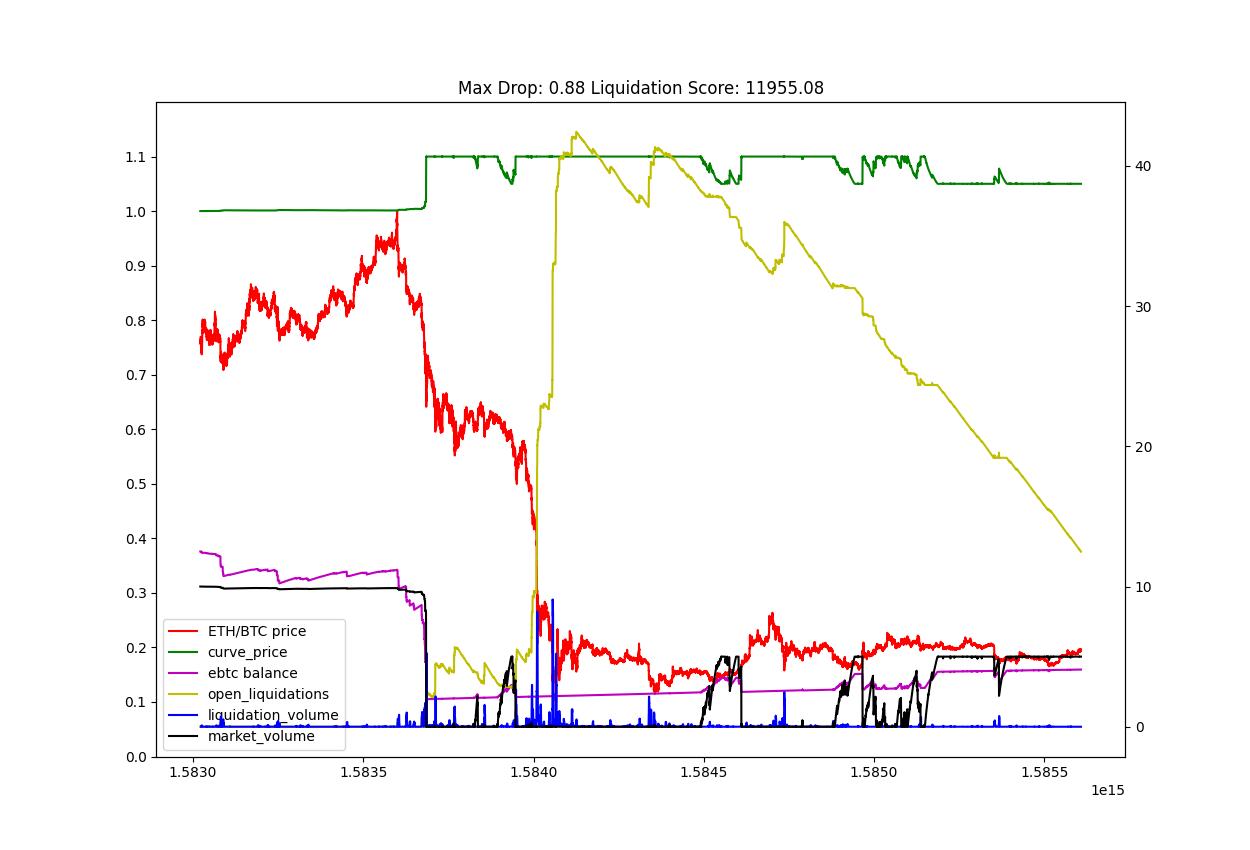 Max Drop: 0.88 Liquidation Score: 11955.08
1.1
1.0
0.9
0.8
0.7
0.6
0.5
0.4
0.3
0.2
0.1
0.0
40
30
20
10
0
ETH/BTC price
curve_price
ebtc balance
open_liquidations
liquidation_volume
market_volume
1.5830
1.5835
1.5840
1.5845
1.5850
1.5855
1e15